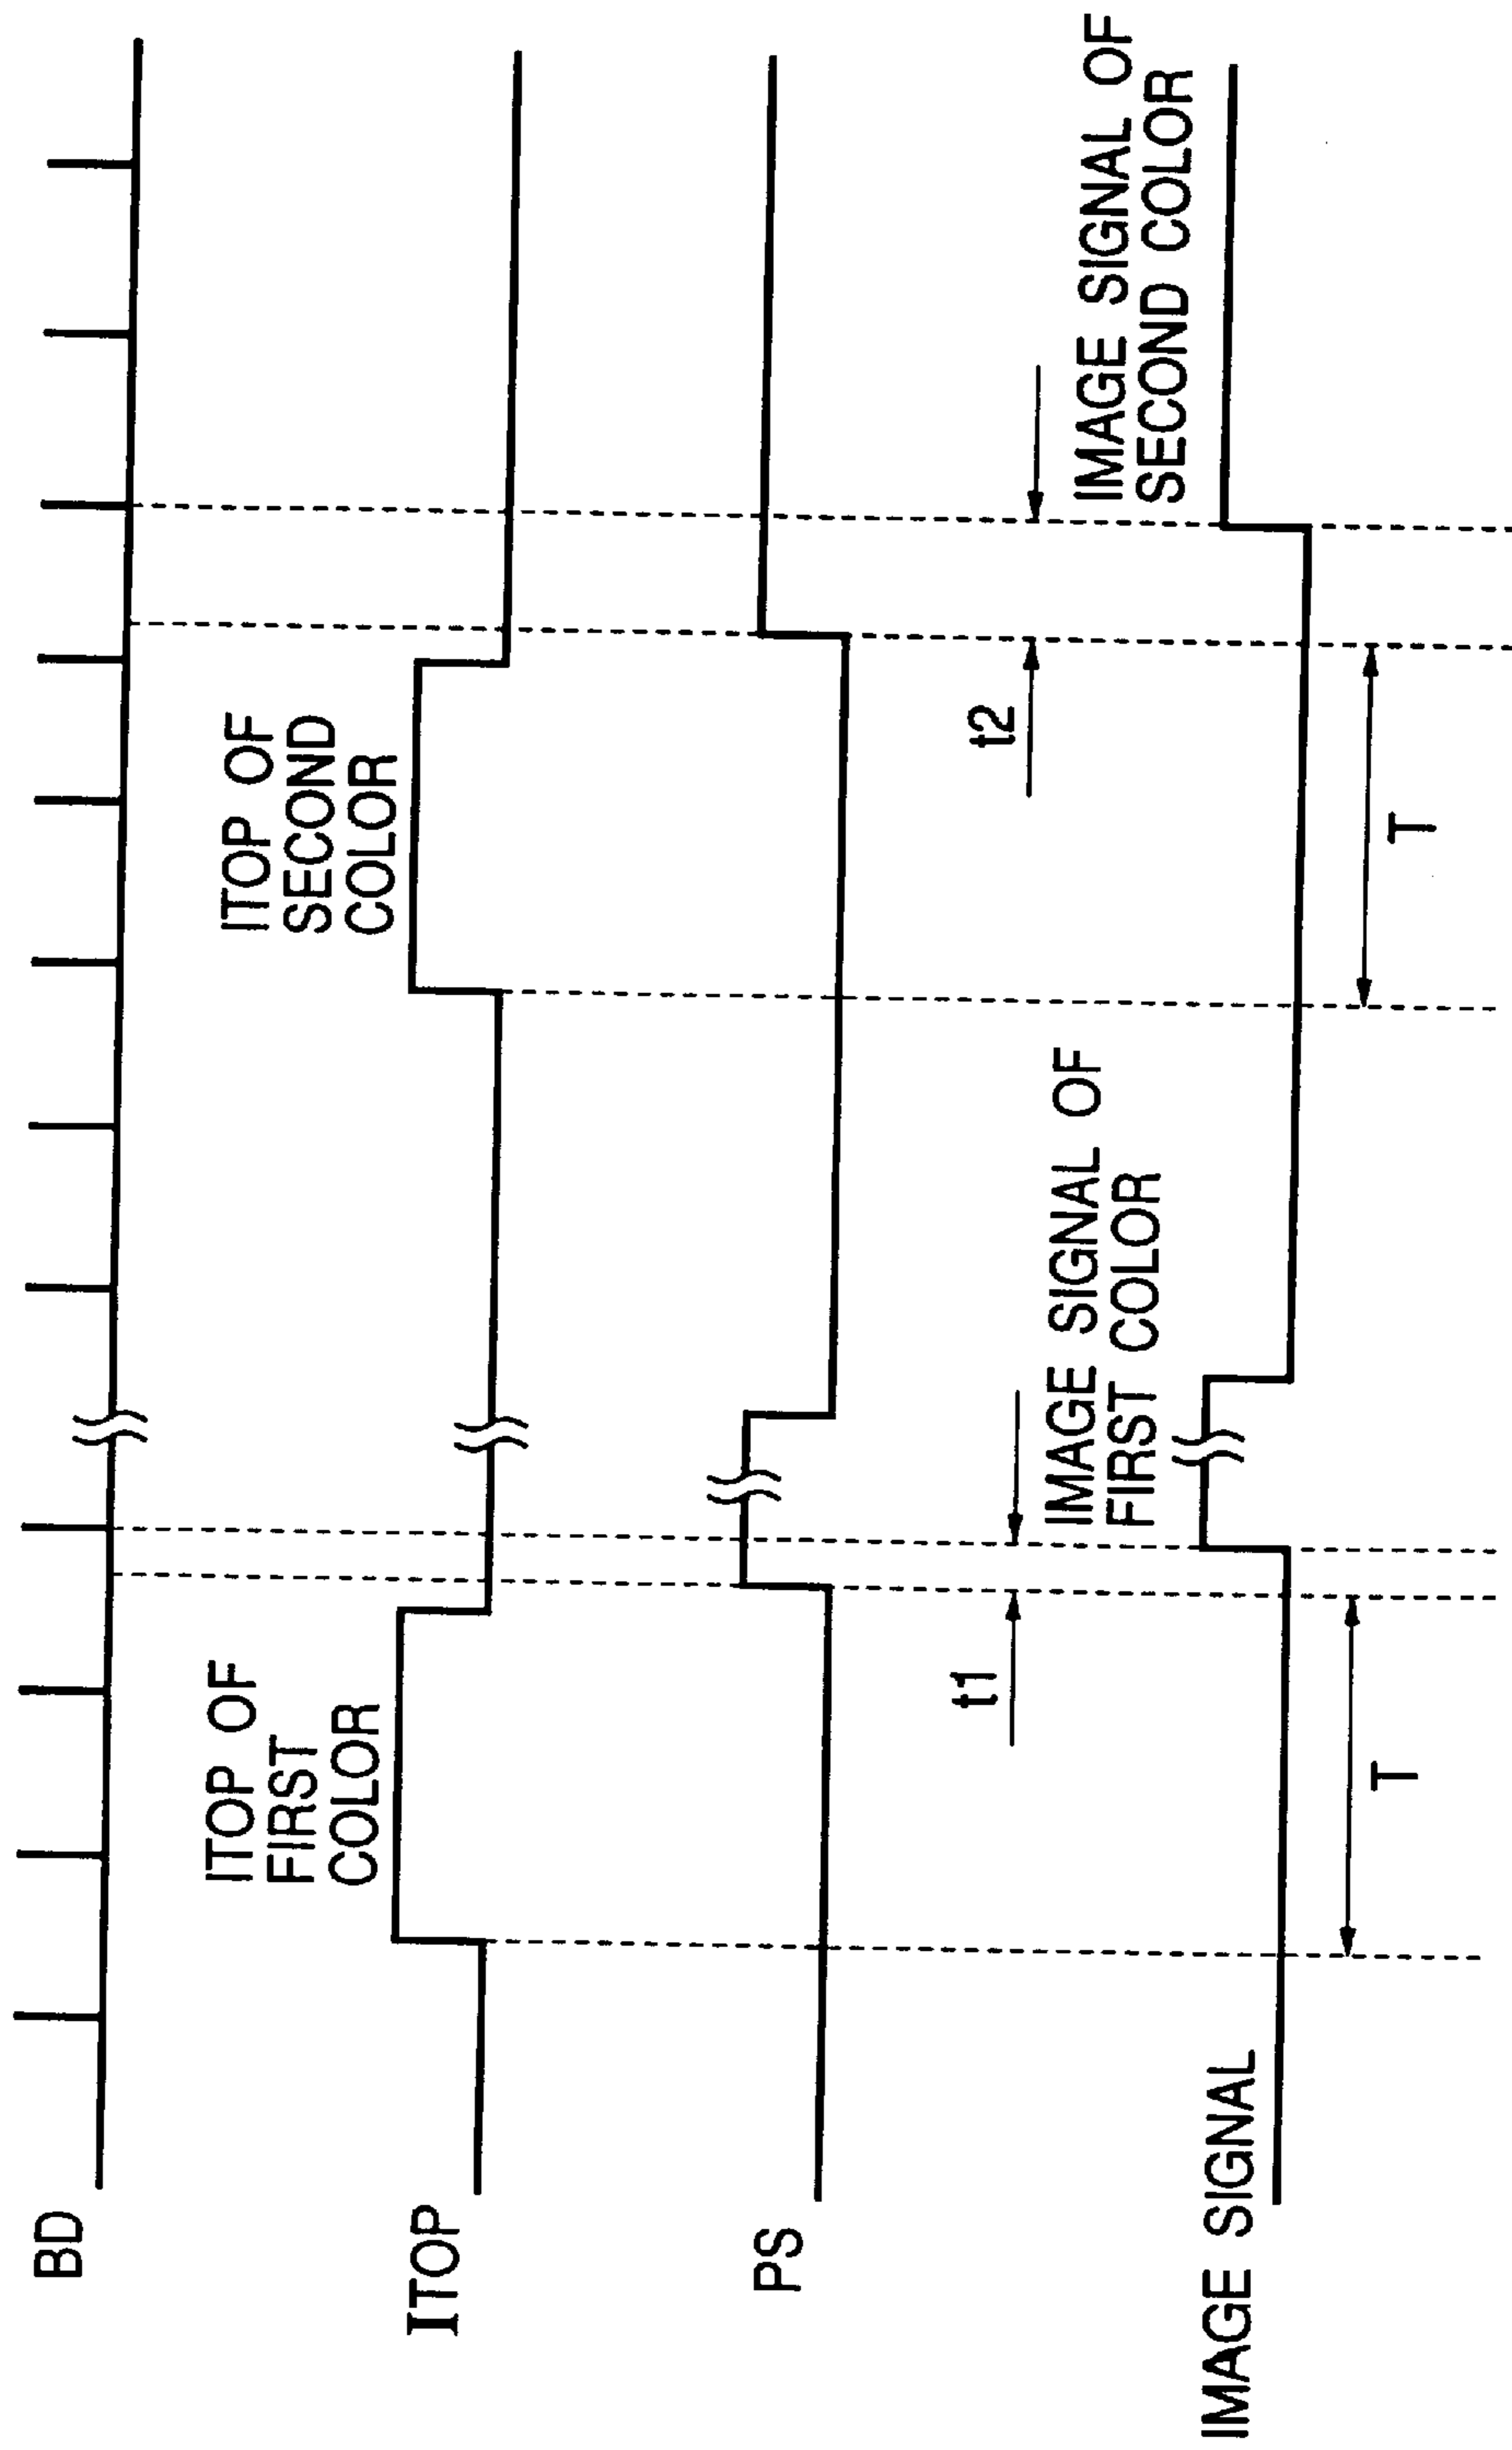 BD
ITOP
ITOP OF
FIRST
COLOR
ITOP OF
SECOND
COLOR
PS
t1
t2
IMAGE SIGNAL OF
FIRST COLOR
IMAGE SIGNAL OF
SECOND COLOR
IMAGE SIGNAL
T
T